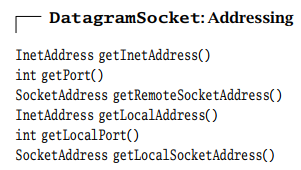 DatagramSocket: Addressing
InetAddress getInetAddress()
int getPort()
SocketAddress getRemoteSocketAddress()
InetAddress getLocalAddress()
int getLocalPort()
SocketAddress getLocalSocketAddress()